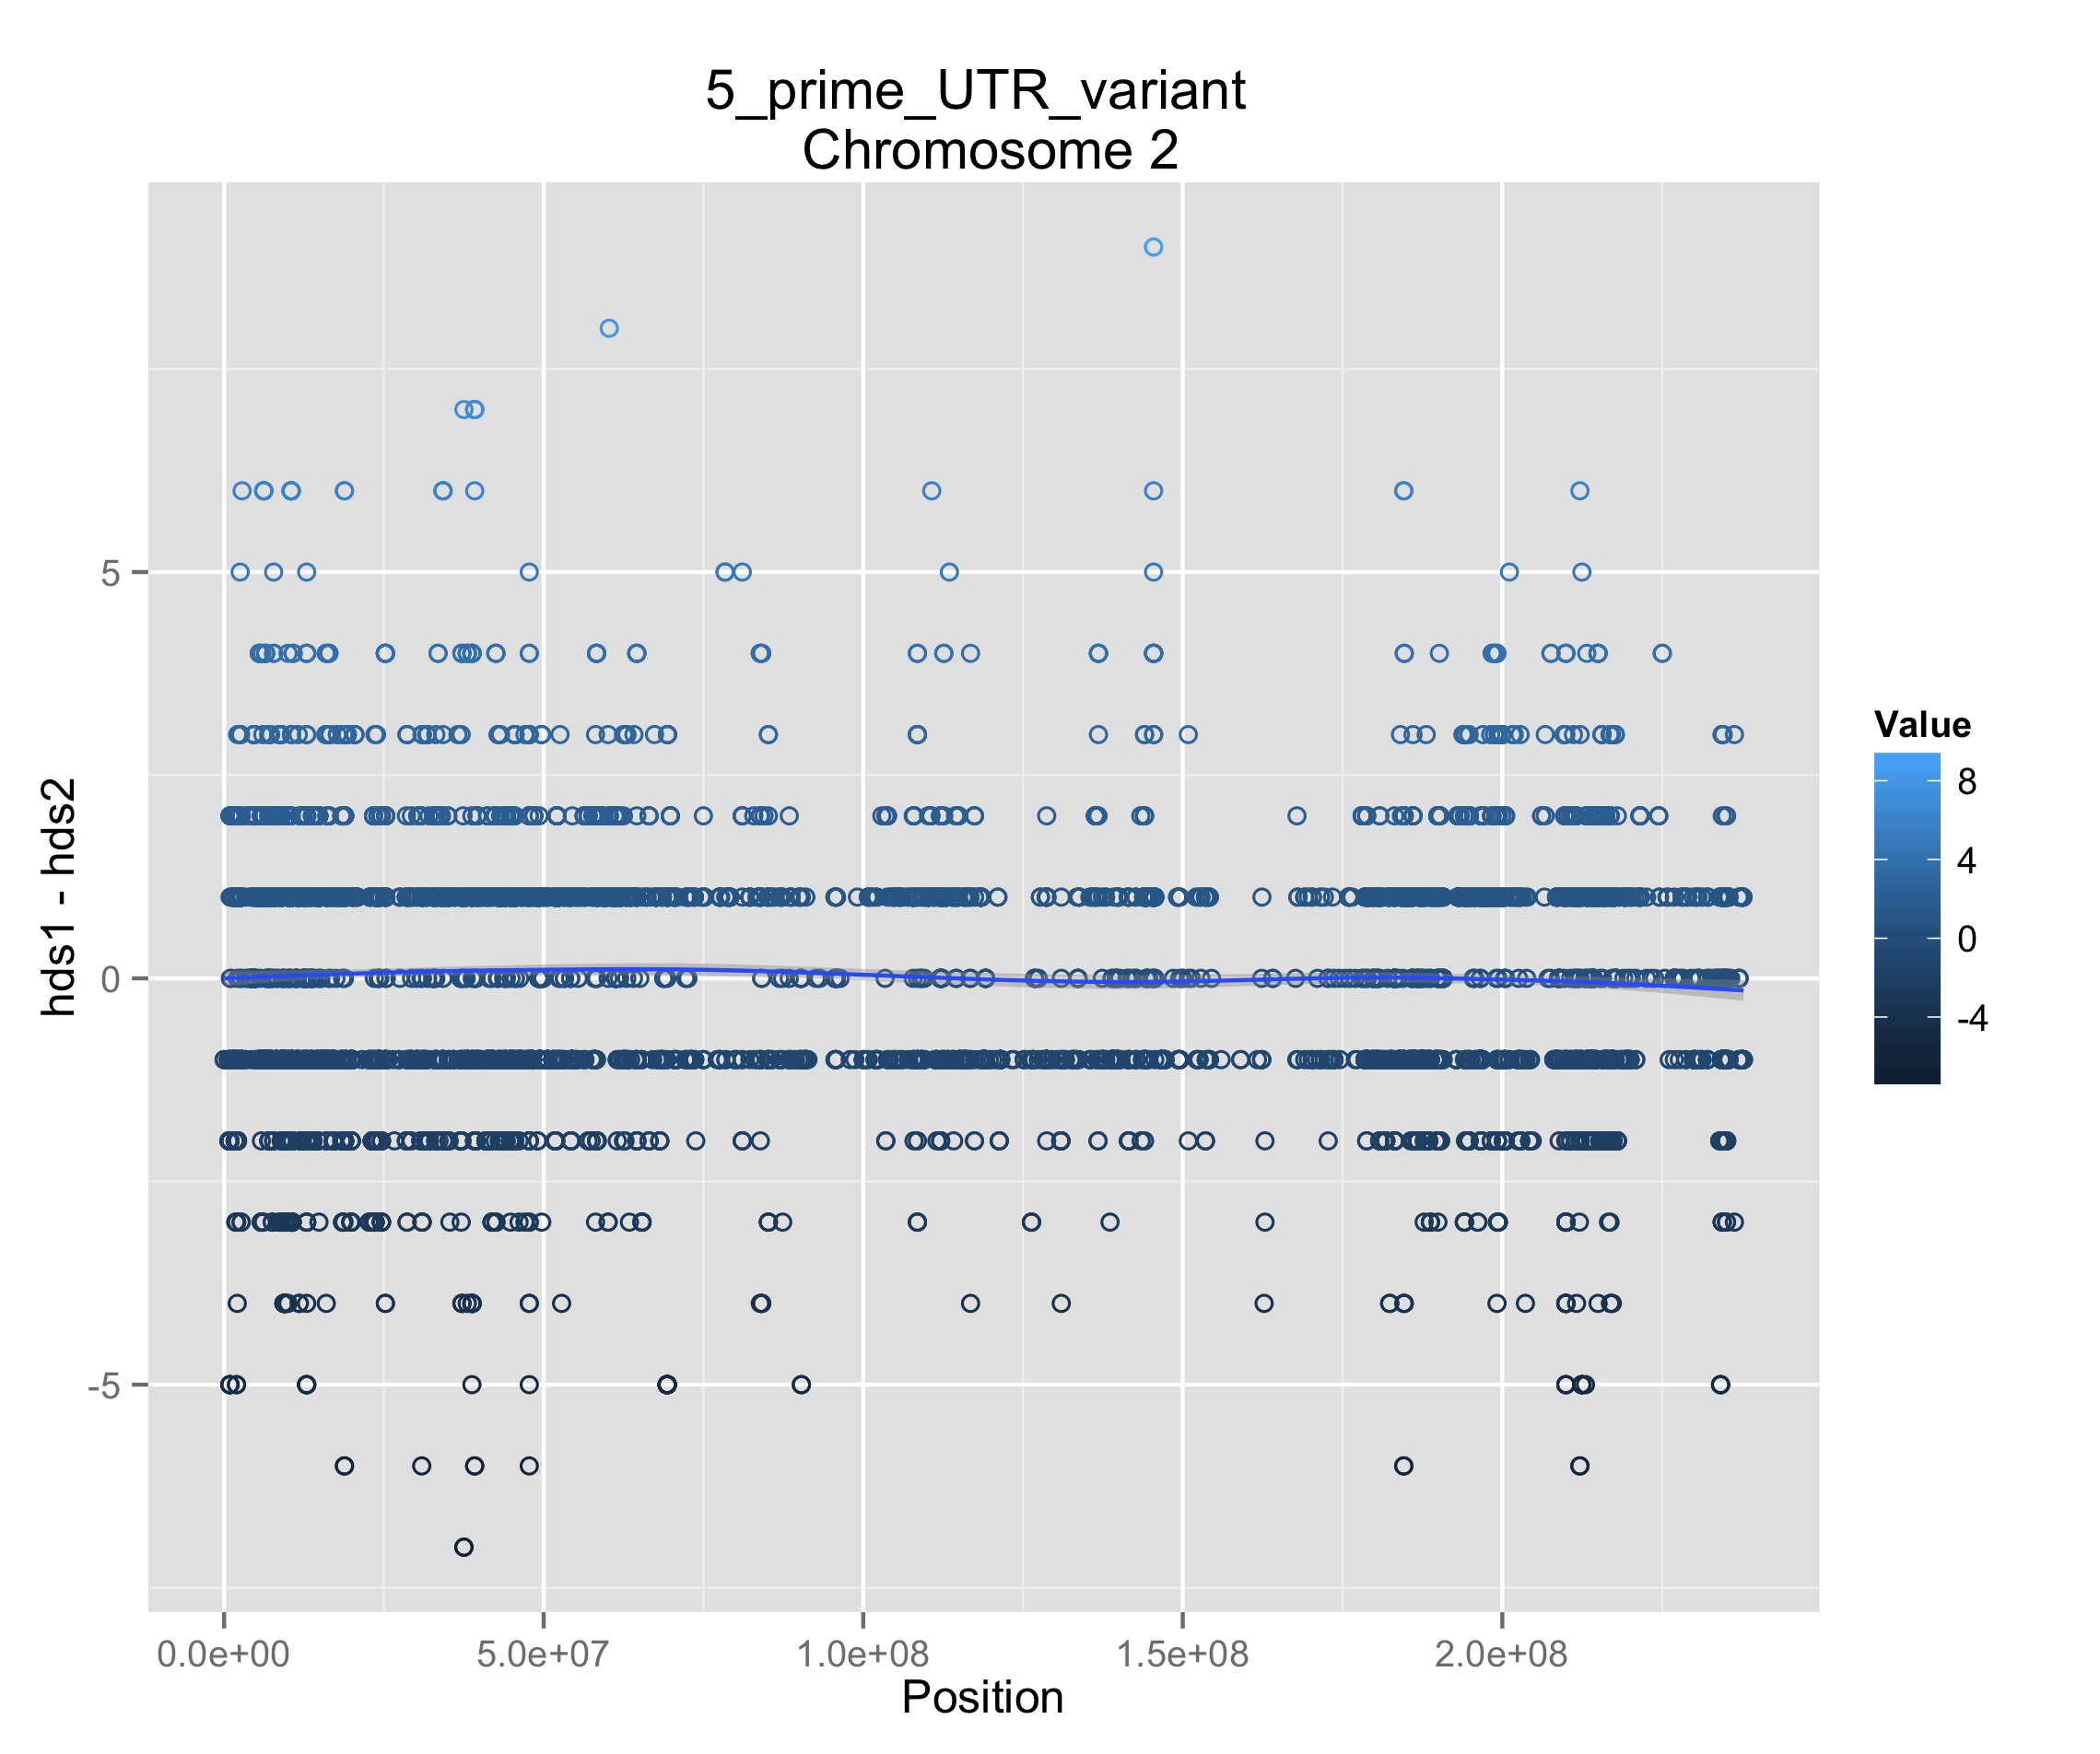 5_prime_UTR_variant
Chromosome 2
hds1 - hds2
5
0
-5
0.0e+00
5.0e+07
1.0e+08
1.5e+08
2.0e+08
Position
Value
8
4
0
-4